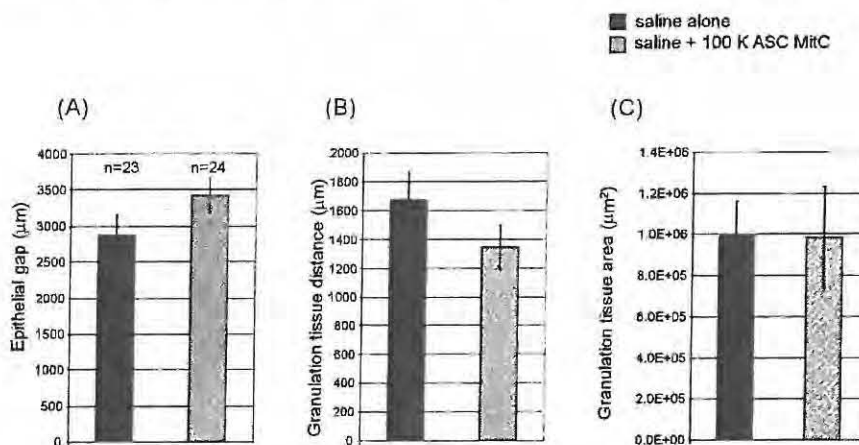 saline alone
saline + 100 K ASC MitC
(A)
(B)
(C)
Epithelial gap (μm)
4000
3500
3000
2500
2000
1500
1000
500
0
n=23
n=24
Granulation tissue distance (μm)
2000
1800
1600
1400
1200
1000
800
600
400
200
0
Granulation tissue area (μm²)
1.4E+06
1.2E+06
1.0E+06
8.0E+05
6.0E+05
4.0E+05
2.0E+05
0.0E+00